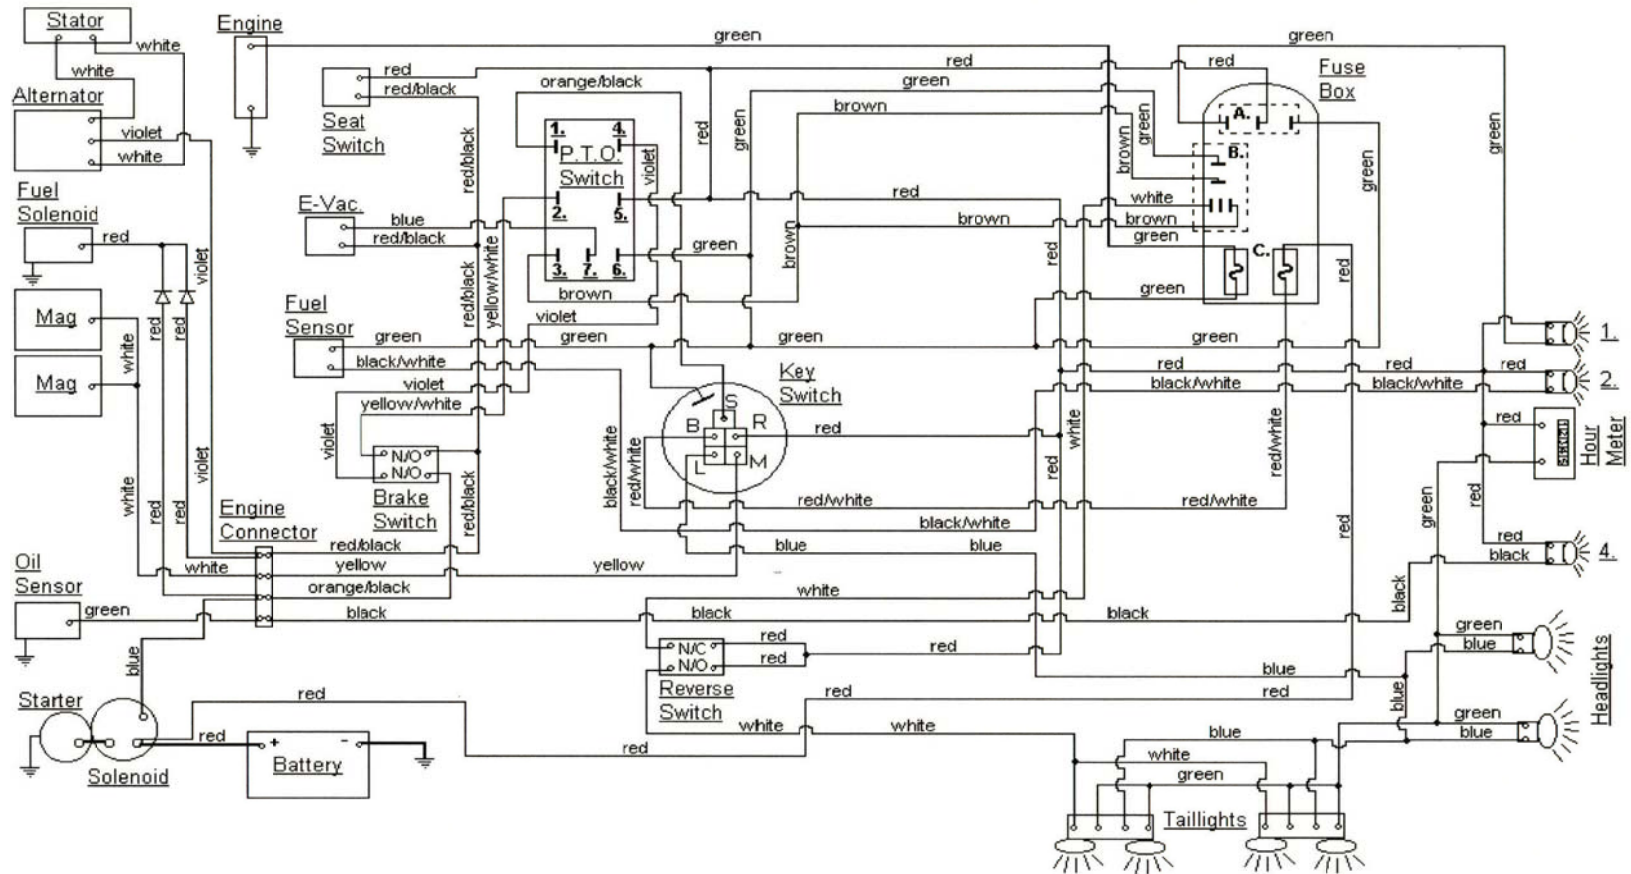 Stator
white
white
Alternator
violet
white
Engine
green
green
red
red/black
Seat
Switch
orange/black
red
green
brown
red
Fuse
Box
red/black
1.
4.
P.T.O.
Switch
violet
2.
5.
3.
7.
6.
red
green
brown
green
A.
B.
C.
green
green
Fuel
Solenoid
red
violet
E-Vac.
blue
red/black
red
white
brown
brown
green
brown
green
red
red
yellow/white
red/black
brown
green
Mag
Mag
white
red
red
Fuel
Sensor
green
black/white
violet
green
green
green
1.
violet
yellow/white
Key
Switch
red
red
red
2.
black/white
black/white
S
B
R
L
M
red
white
red
red/white
red
Hour
Meter
violet
N/O
N/O
Brake
Switch
black/white
red/white
red/white
red/white
green
red
white
red
red
violet
red/black
Engine
Connector
black/white
red/black
blue
blue
red
red
black
4.
white
yellow
yellow
orange/black
white
Oil
Sensor
green
black
black
black
black
blue
N/C
N/O
red
red
red
Reverse
Switch
green
blue
blue
Headlights
Starter
Solenoid
red
red
red
red
red
white
white
blue
green
blue
Battery
+
-
blue
white
green
Taillights